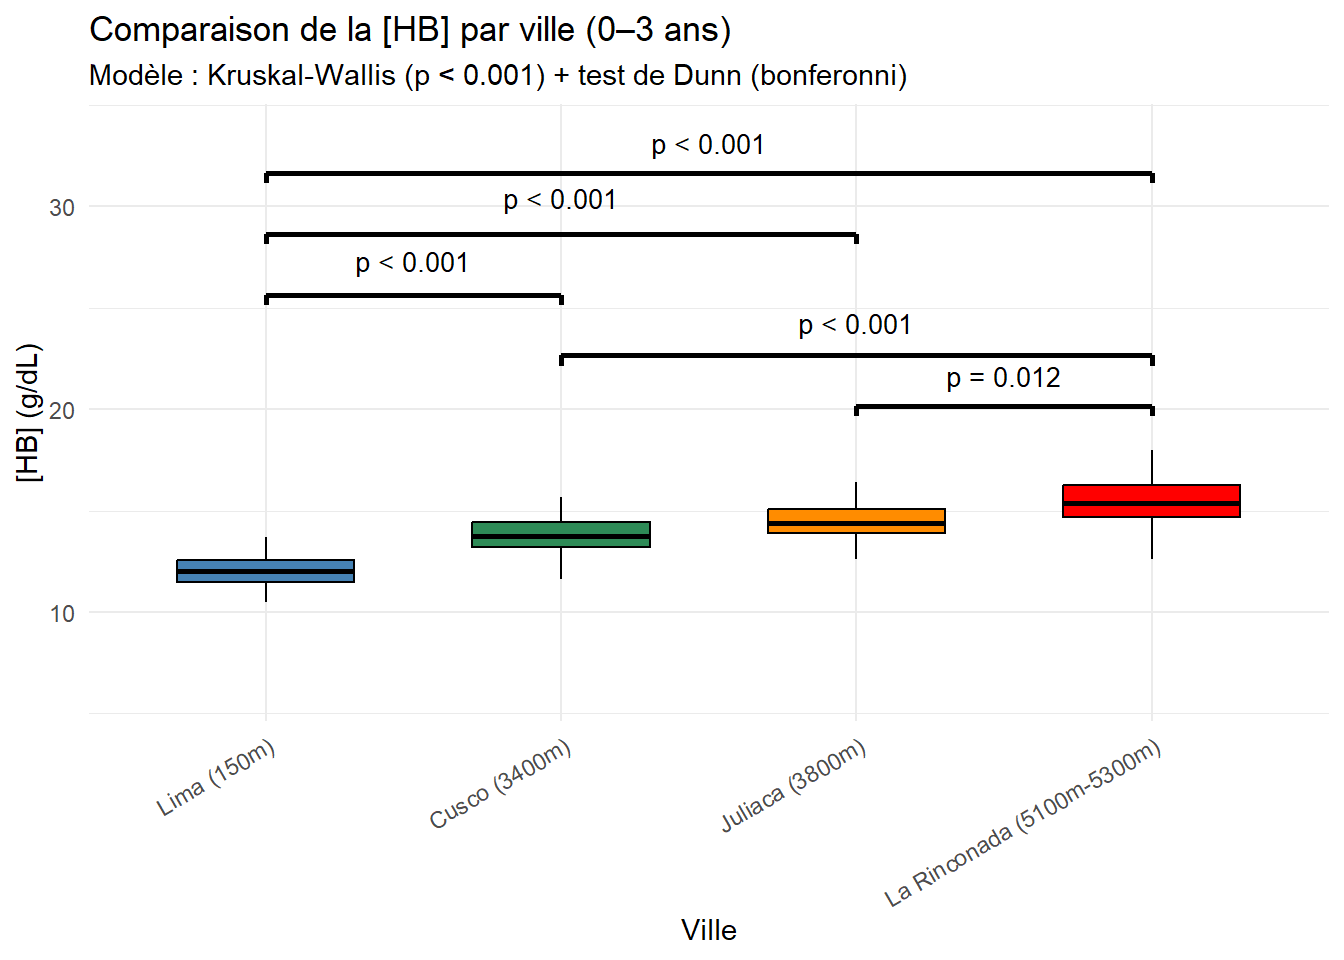 Comparaison de la [HB] par ville (0–3 ans)
Modèle : Kruskal-Wallis (p < 0.001) + test de Dunn (bonferonni)
p < 0.001
p < 0.001
p < 0.001
p < 0.001
p = 0.012
30
20
10
[HB] (g/dL)
Lima (150m)
Cusco (3400m)
Juliaca (3800m)
La Rinconada (5100m-5300m)
Ville